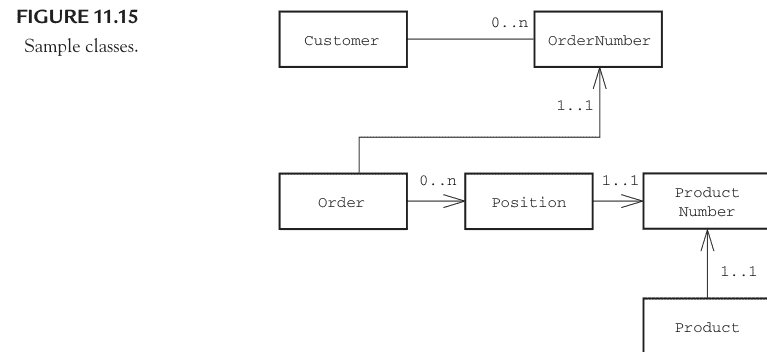 FIGURE 11.15
Sample classes.
Customer
0..n
OrderNumber
1..1
Order
0..n
Position
1..1
Product
Number
1..1
Product